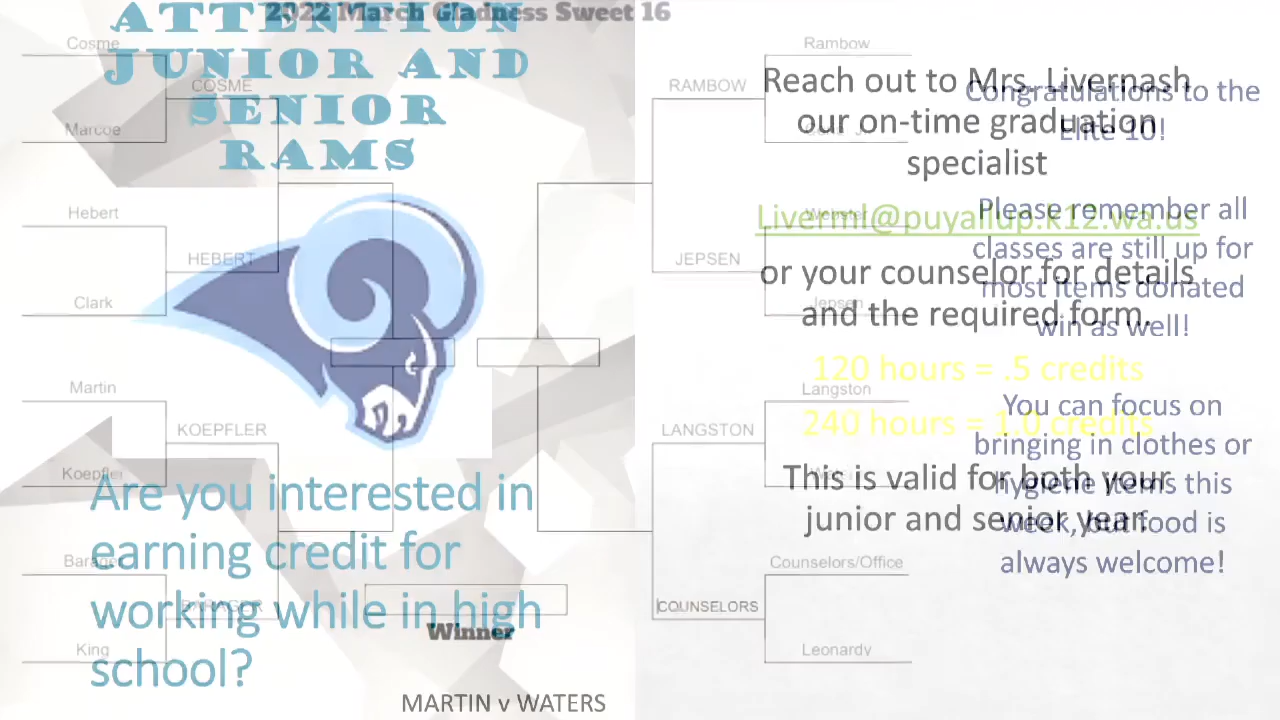 2022 March Gladness Sweet 16
ATTENTION
JUNIOR AND
SENIOR
RAMS
Cosme
COSME
Marcoe
Hebert
HEBERT
Clark
Martin
KOEPFLER
Koepfler
Barager
BARAGER
King
Are you interested in
earning credit for
working while in high
school?
Winner
MARTIN v WATERS
Rambow
RAMBOW
Webster
JEPSEN
Jepsen
Langston
LANGSTON
Counselors/Office
COUNSELORS
Leonardy
Reach out to Mrs. Livernash
our on-time graduation
specialist
Liverml@puyallup.k12.wa.us
or your counselor for details
and the required form.
120 hours = .5 credits
240 hours = 1.0 credits
This is valid for both your
junior and senior year.
Congratulations to the
Elite 10!
Please remember all
classes are still up for
most items donated
win as well!
You can focus on
bringing in clothes or
hygiene items this
week, but food is
always welcome!